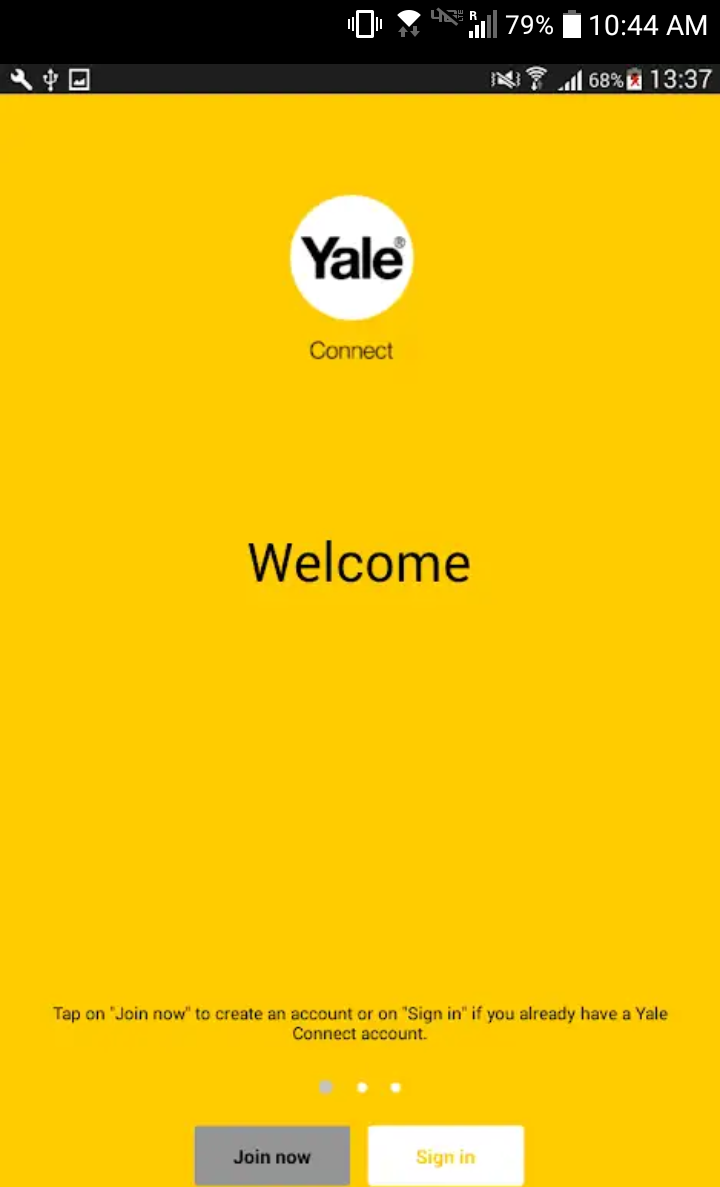 R 79% 10:44 AM
68% 13:37
Yale®
Connect
Welcome
Tap on "Join now" to create an account or on "Sign in" if you already have a Yale
Connect account.
Join now Sign in